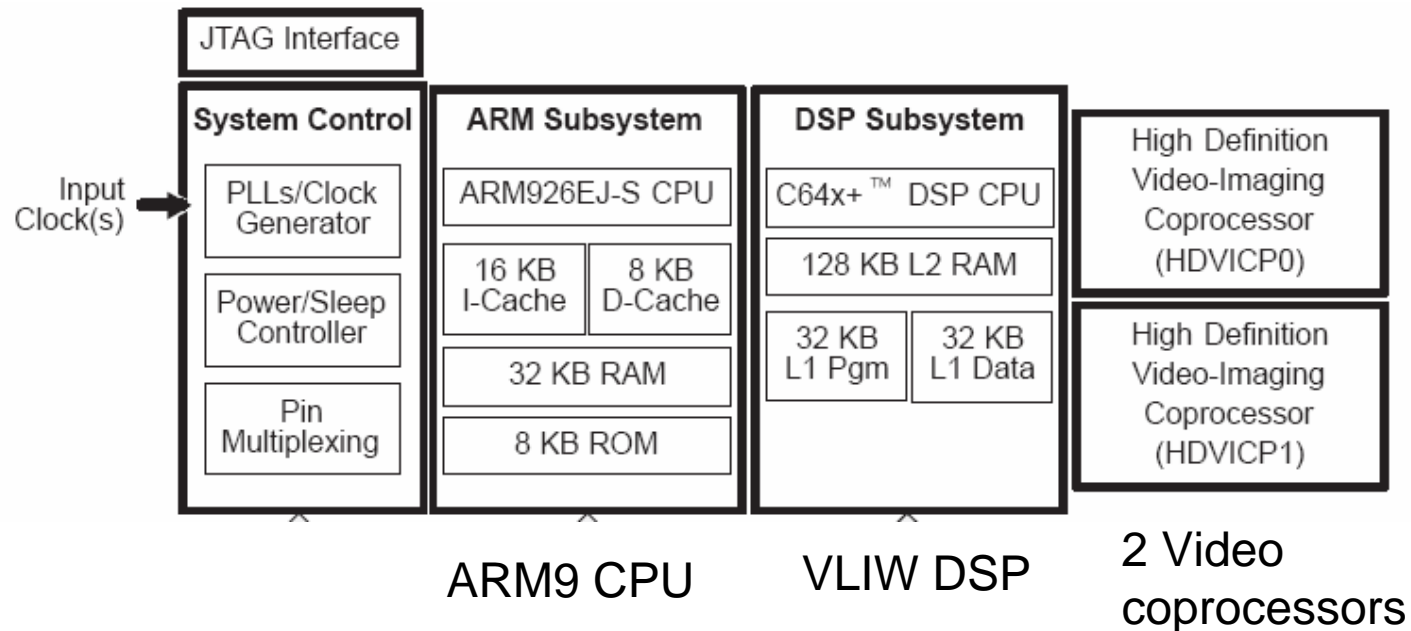 JTAG Interface
Input
Clock(s)
System Control
PLLs/Clock
Generator
Power/Sleep
Controller
Pin
Multiplexing
ARM Subsystem
ARM926EJ-S CPU
16 KB
I-Cache
8 KB
D-Cache
32 KB RAM
8 KB ROM
DSP Subsystem
C64x+™ DSP CPU
128 KB L2 RAM
32 KB
L1 Pgm
32 KB
L1 Data
High Definition
Video-Imaging
Coprocessor
(HDVICP0)
High Definition
Video-Imaging
Coprocessor
(HDVICP1)
ARM9 CPU
VLIW DSP
2 Video
coprocessors